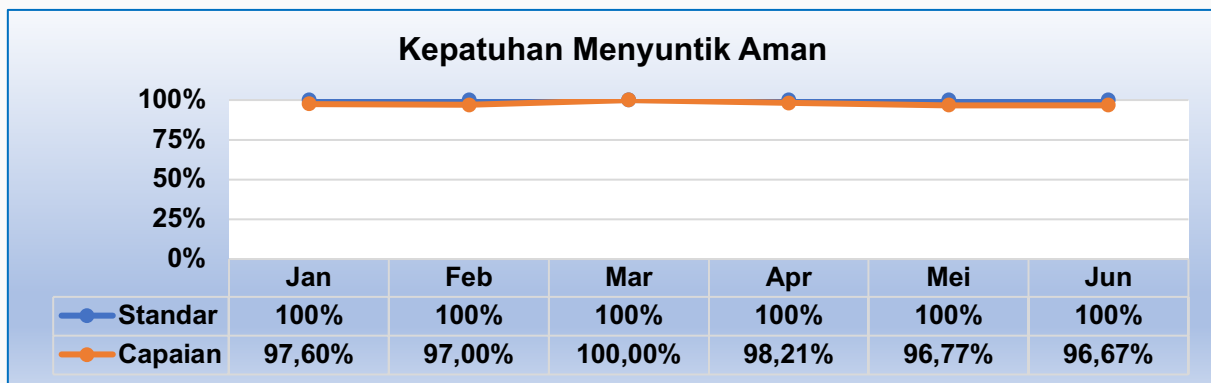 Kepatuhan Menyuntik Aman
100%
75%
50%
25%
0%
Jan Feb Mar Apr Mei Jun
Standar 100% 100% 100% 100% 100% 100%
Capaian 97,60% 97,00% 100,00% 98,21% 96,77% 96,67%